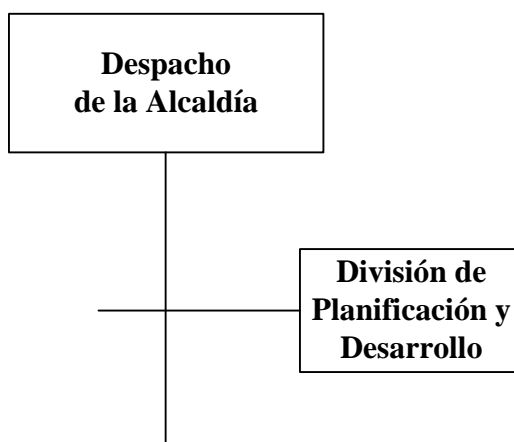 Despacho
de la Alcaldía
División de
Planificación y
Desarrollo